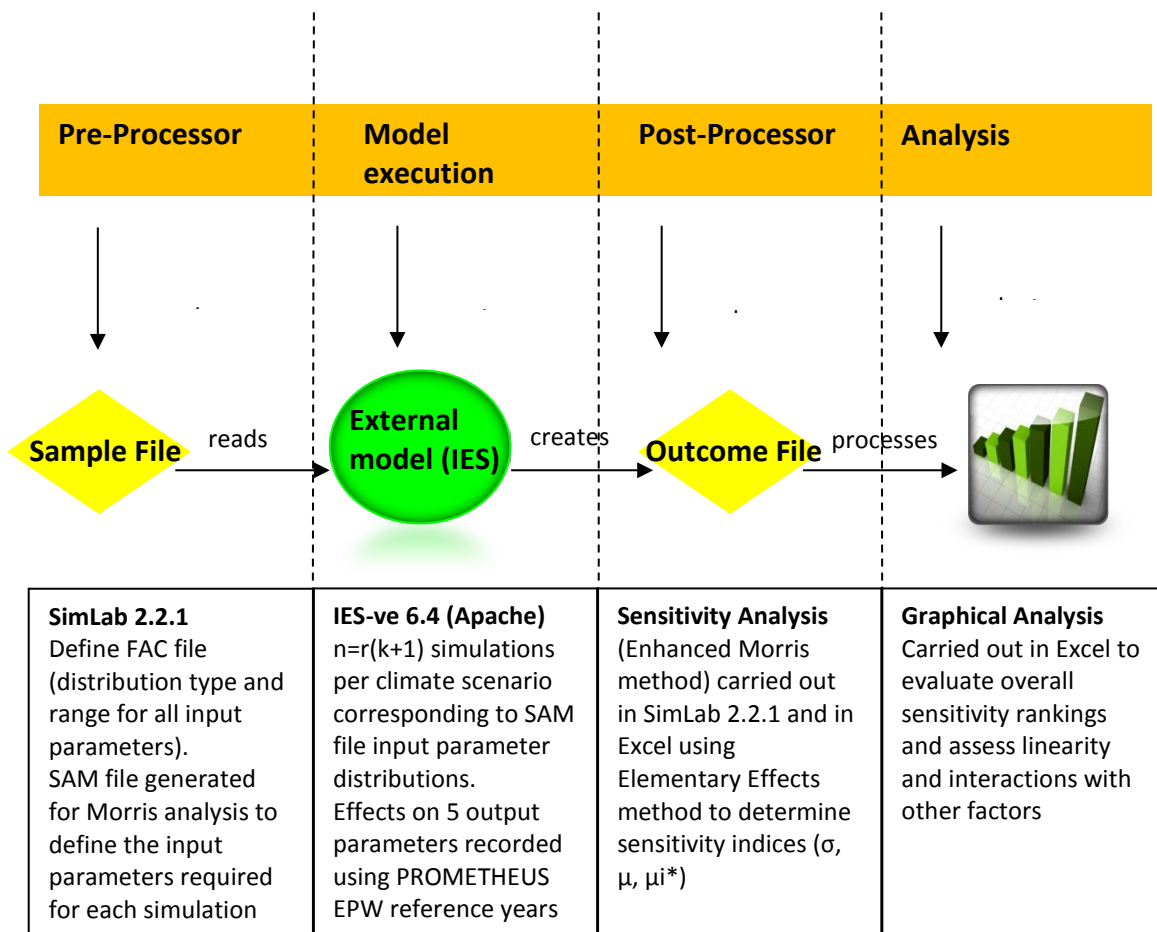 Pre-Processor
Model
execution
Post-Processor
Analysis
Sample File
reads
External
model (IES)
creates
Outcome File
processes
SimLab 2.2.1
Define FAC file
(distribution type and
range for all input
parameters).
SAM file generated
for Morris analysis to
define the input
parameters required
for each simulation
IES-ve 6.4 (Apache)
n=r(k+1) simulations
per climate scenario
corresponding to SAM
file input parameter
distributions.
Effects on 5 output
parameters recorded
using PROMETHEUS
EPW reference years
Sensitivity Analysis
(Enhanced Morris
method) carried out
in SimLab 2.2.1 and in
Excel using
Elementary Effects
method to determine
sensitivity indices (σ,
µ, µi*)
Graphical Analysis
Carried out in Excel to
evaluate overall
sensitivity rankings
and assess linearity
and interactions with
other factors